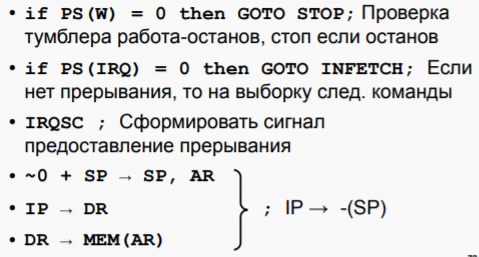 • if PS(W) = 0 then GOTO STOP; Проверка
тумблера работа-останов, стоп если останов
• if PS(IRQ) = 0 then GOTO INFETCH; Если
нет прерывания, то на выборку след. команды
• IRQSC ; Сформировать сигнал
предоставление прерывания
• ~0 + SP → SP, AR
• IP → DR ; IP → -(SP)
• DR → MEM(AR)